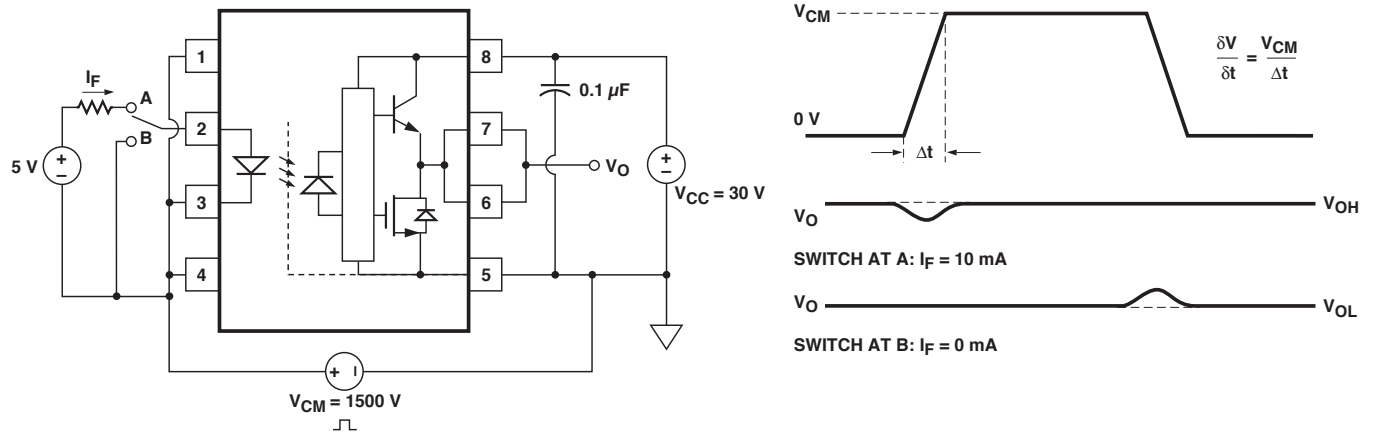 I_F
A
B
5 V
+
–
1
2
3
4
8
7
6
5
0.1 µF
V_O
+
–
V_CC = 30 V
+ –
V_CM = 1500 V
V_CM
0 V
Δt
δV/δt = V_CM/Δt
V_O
V_OH
SWITCH AT A: I_F = 10 mA
V_O
V_OL
SWITCH AT B: I_F = 0 mA